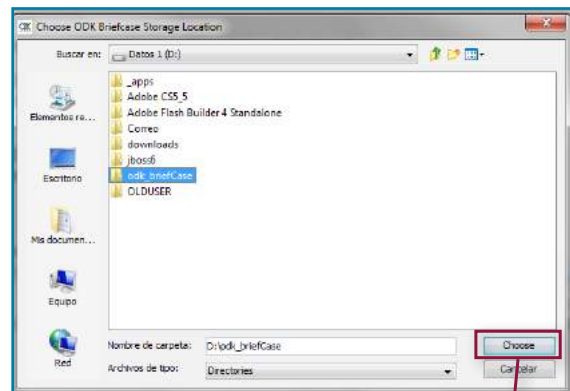 Choose ODK Briefcase Storage Location
Buscar en: Datos 1 (D:)
_apps
Adobe CS5_5
Adobe Flash Builder 4 Standalone
Correo
downloads
jboss6
odk_briefCase
OLDUSER
Elementos re...
Escritorio
Mis documen...
Equipo
Red
Nombre de carpeta: D:\odk_briefCase Choose
Archivos de tipo: Directories Cancelar